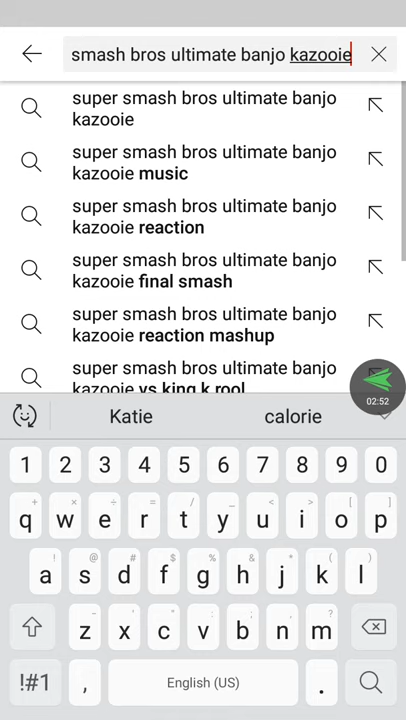 smash bros ultimate banjo kazooie
super smash bros ultimate banjo
kazooie
super smash bros ultimate banjo
kazooie music
super smash bros ultimate banjo
kazooie reaction
super smash bros ultimate banjo
kazooie final smash
super smash bros ultimate banjo
kazooie reaction mashup
super smash bros ultimate banjo
kazooie vs king k rool
02:52
Katie calorie
1 2 3 4 5 6 7 8 9 0
+ × ÷ = / _ < > [ ]
q w e r t y u i o p
! @ # $ % & * ( )
a s d f g h j k l
- ' " : ; , ?
z x c v b n m
!#1 , English (US) .